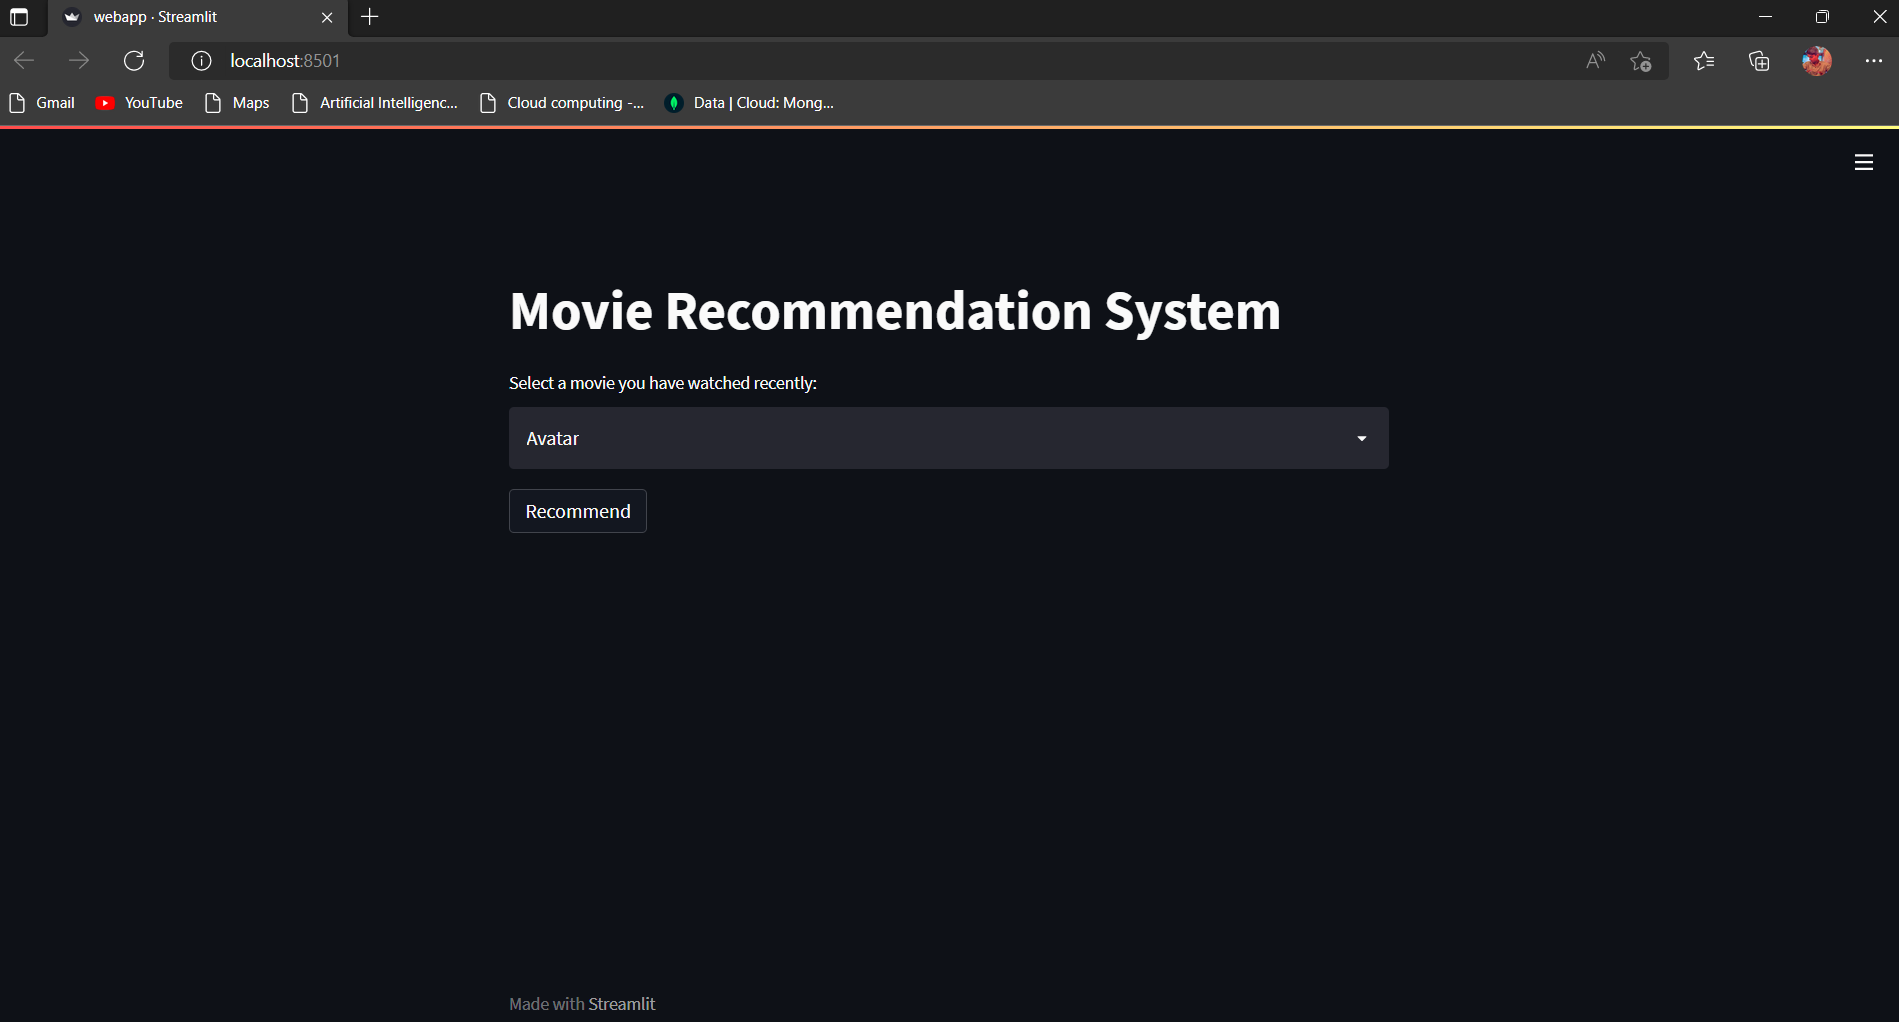 webapp · Streamlit
localhost:8501
Gmail YouTube Maps Artificial Intelligenc... Cloud computing -... Data | Cloud: Mong...
Movie Recommendation System
Select a movie you have watched recently:
Avatar
Recommend
Made with Streamlit